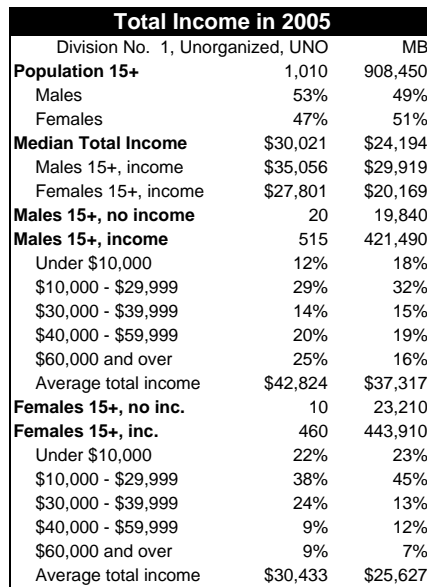 Total Income in 2005
Division No. 1, Unorganized, UNO MB
Population 15+ 1,010 908,450
Males 53% 49%
Females 47% 51%
Median Total Income $30,021 $24,194
Males 15+, income $35,056 $29,919
Females 15+, income $27,801 $20,169
Males 15+, no income 20 19,840
Males 15+, income 515 421,490
Under $10,000 12% 18%
$10,000 - $29,999 29% 32%
$30,000 - $39,999 14% 15%
$40,000 - $59,999 20% 19%
$60,000 and over 25% 16%
Average total income $42,824 $37,317
Females 15+, no inc. 10 23,210
Females 15+, inc. 460 443,910
Under $10,000 22% 23%
$10,000 - $29,999 38% 45%
$30,000 - $39,999 24% 13%
$40,000 - $59,999 9% 12%
$60,000 and over 9% 7%
Average total income $30,433 $25,627